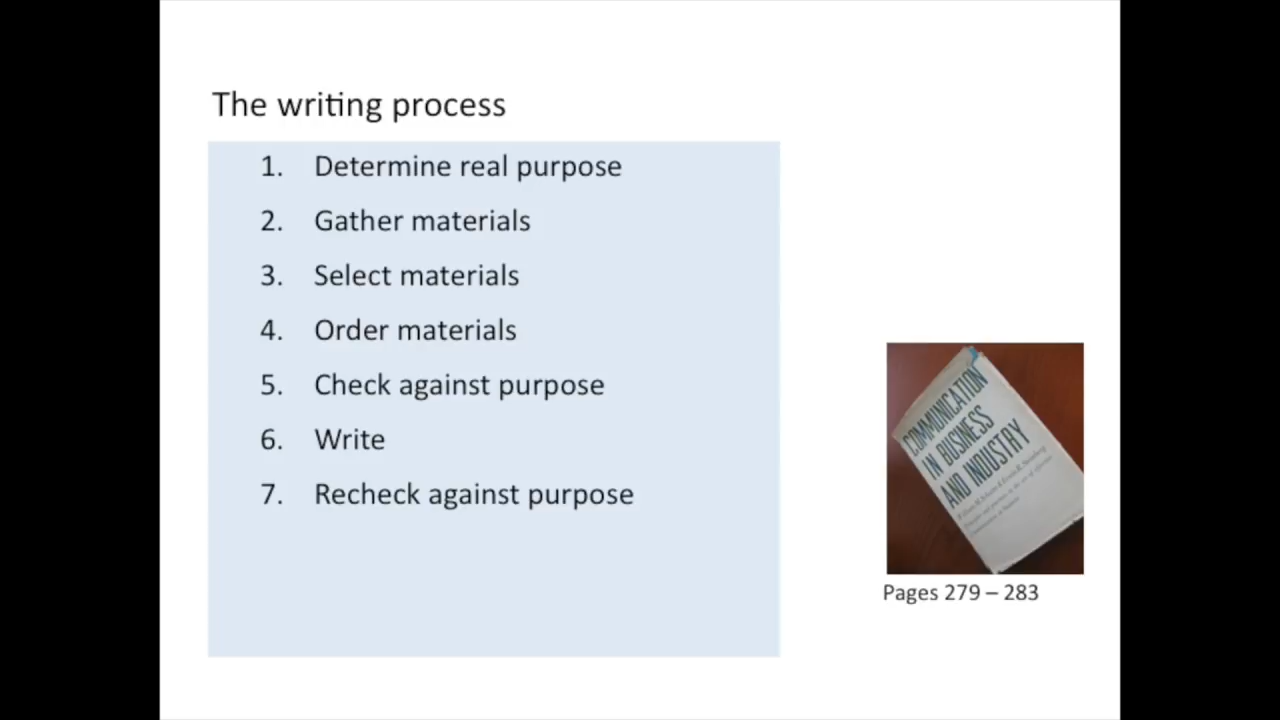 The writing process
1. Determine real purpose
2. Gather materials
3. Select materials
4. Order materials
5. Check against purpose
6. Write
7. Recheck against purpose
COMMUNICATION
IN BUSINESS
AND INDUSTRY
Pages 279 – 283